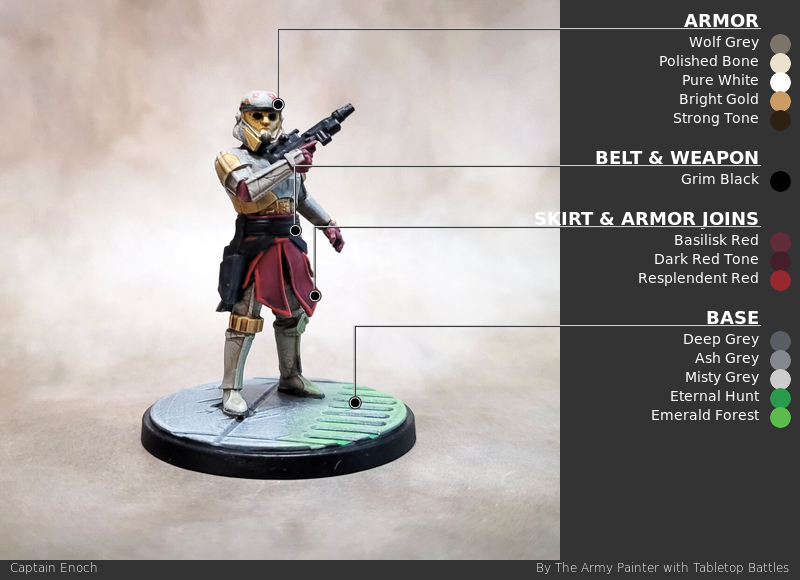 ARMOR
Wolf Grey
Polished Bone
Pure White
Bright Gold
Strong Tone
BELT & WEAPON
Grim Black
SKIRT & ARMOR JOINS
Basilisk Red
Dark Red Tone
Resplendent Red
BASE
Deep Grey
Ash Grey
Misty Grey
Eternal Hunt
Emerald Forest
Captain Enoch
By The Army Painter with Tabletop Battles